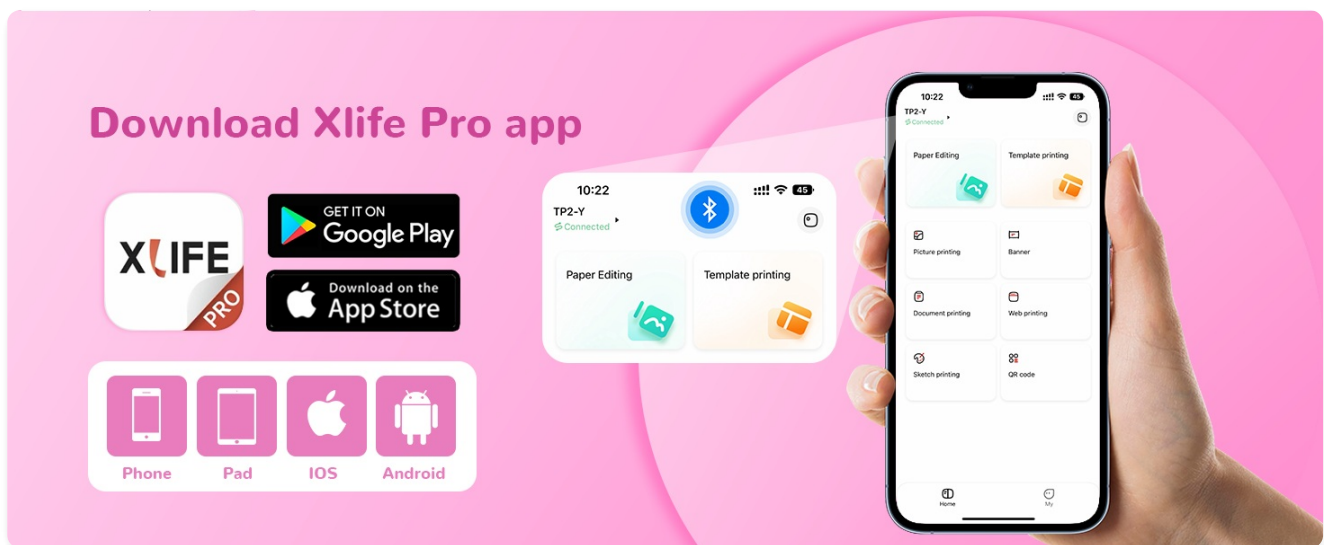 Download Xlife Pro app
XLIFE
PRO
GET IT ON
Google Play
Download on the
App Store
Phone
Pad
IOS
Android
10:22
45
TP2-Y
Connected
Paper Editing
Template printing
10:22
45
TP2-Y
Connected
Paper Editing
Template printing
Picture printing
Banner
Document printing
Web printing
Sketch printing
QR code
Home
My